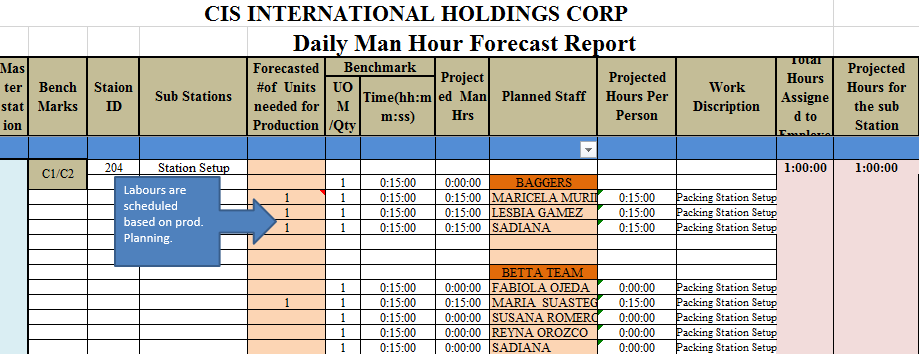 CIS INTERNATIONAL HOLDINGS CORP
Daily Man Hour Forecast Report
Mas ter stat ion Bench Marks Staion ID Sub Stations Forecasted #of Units needed for Production Benchmark UO M /Qty Time(hh:m m:ss) Project ed Man Hrs Planned Staff Projected Hours Per Person Work Discription Total Hours Assigne d to Projected Hours for the sub Station
C1/C2 204 Station Setup 1:00:00 1:00:00
1 0:15:00 0:00:00 BAGGERS
1 1 0:15:00 0:15:00 MARICELA MURI 0:15:00 Packing Station Setup
1 1 0:15:00 0:15:00 LESBIA GAMEZ 0:15:00 Packing Station Setup
1 1 0:15:00 0:15:00 SADIANA 0:15:00 Packing Station Setup
Labours are
scheduled
based on prod.
Planning.
BETTA TEAM
1 0:15:00 0:00:00 FABIOLA OJEDA 0:00:00 Packing Station Setup
1 1 0:15:00 0:15:00 MARIA SUASTEG 0:15:00 Packing Station Setup
1 0:15:00 0:00:00 SUSANA ROMERO 0:00:00 Packing Station Setup
1 0:15:00 0:00:00 REYNA OROZCO 0:00:00 Packing Station Setup
1 0:15:00 0:00:00 SADIANA 0:00:00 Packing Station Setup